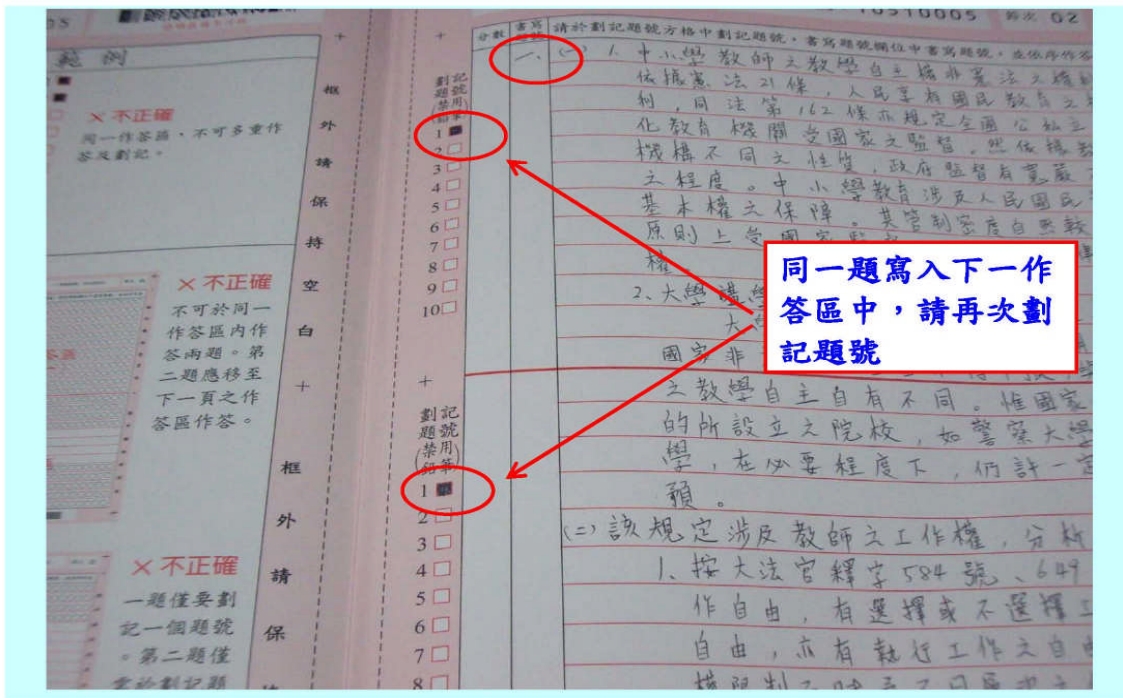 範例
×不正確
同一作答區，不可多重作
答及劃記。
×不正確
不可於同一
作答區內作
答兩題。第
二題應移至
下一頁之作
答區作答。
×不正確
一題僅要劃
記一個題號
。第二題僅
+
框
外
請
保
持
空
白
+
框
外
請
保
+
劃記
題號
(禁用
鉛筆)
1
2
3
4
5
6
7
8
9
10
+
劃記
題號
(禁用
鉛筆)
1
2
3
4
5
6
7
8
10510005 節次 02
分數 書寫題號 請於劃記題號方格中劃記題號，書寫題號欄位中書寫題號，並依序作答
一、(一) 1. 中小學教師之教學自主權非憲法之權利
依據憲法21條，人民享有國民教育之
利，同法第162條亦規定全國公私立
化教育機關受國家之監督，然依據
機構不同之性質，政府監督有寬嚴
之程度。中小學教育涉及人民國民
基本權之保障。其管制密度自無較
原則上受國家
權
2、大學講學
大
國家非
之教學自主自有不同。惟國家
的所設立之院校，如警察大學
學，在必要程度下，仍許一定
預。
(二) 該規定涉及教師之工作權，分析
1、按大法官釋字584號、649
作自由，有選擇或不選擇工
自由，亦有執行工作之自由
同一題寫入下一作
答區中，請再次劃
記題號